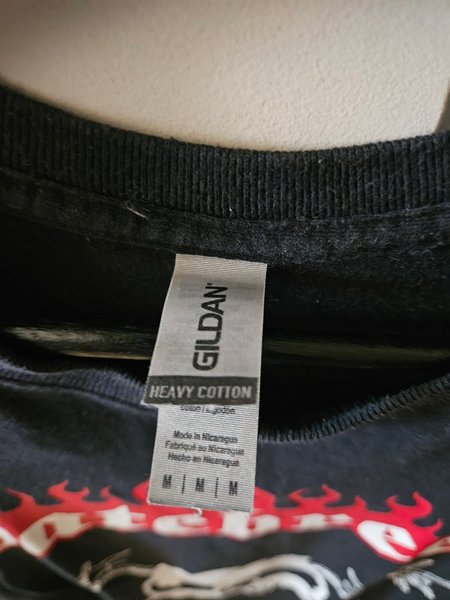 GILDAN
HEAVY COTTON
Made in Nicaragua
Fabriqué au Nicaragua
Hecho en Nicaragua
M | M | M